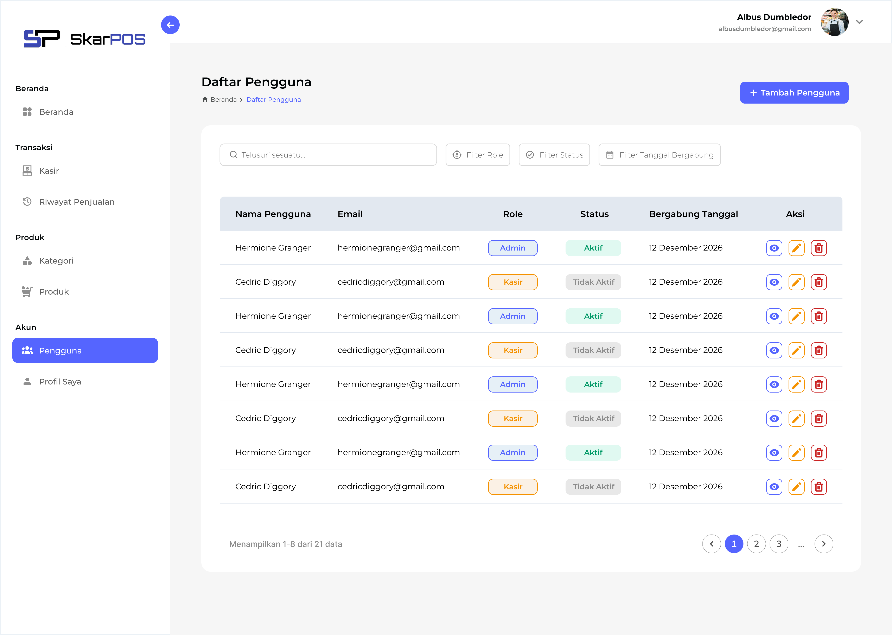 SP SkarPOS
Albus Dumbledor
albusdumbledor@gmail.com
Beranda
Beranda
Transaksi
Kasir
Riwayat Penjualan
Produk
Kategori
Produk
Akun
Pengguna
Profil Saya
Daftar Pengguna
Beranda > Daftar Pengguna
+ Tambah Pengguna
Telusuri sesuatu... Filter Role Filter Status Filter Tanggal Bergabung
Nama Pengguna Email Role Status Bergabung Tanggal Aksi
Hermione Granger hermionegranger@gmail.com Admin Aktif 12 Desember 2026
Cedric Diggory cedricdiggory@gmail.com Kasir Tidak Aktif 12 Desember 2026
Hermione Granger hermionegranger@gmail.com Admin Aktif 12 Desember 2026
Cedric Diggory cedricdiggory@gmail.com Kasir Tidak Aktif 12 Desember 2026
Hermione Granger hermionegranger@gmail.com Admin Aktif 12 Desember 2026
Cedric Diggory cedricdiggory@gmail.com Kasir Tidak Aktif 12 Desember 2026
Hermione Granger hermionegranger@gmail.com Admin Aktif 12 Desember 2026
Cedric Diggory cedricdiggory@gmail.com Kasir Tidak Aktif 12 Desember 2026
Menampilkan 1-8 dari 21 data
< 1 2 3 ... >